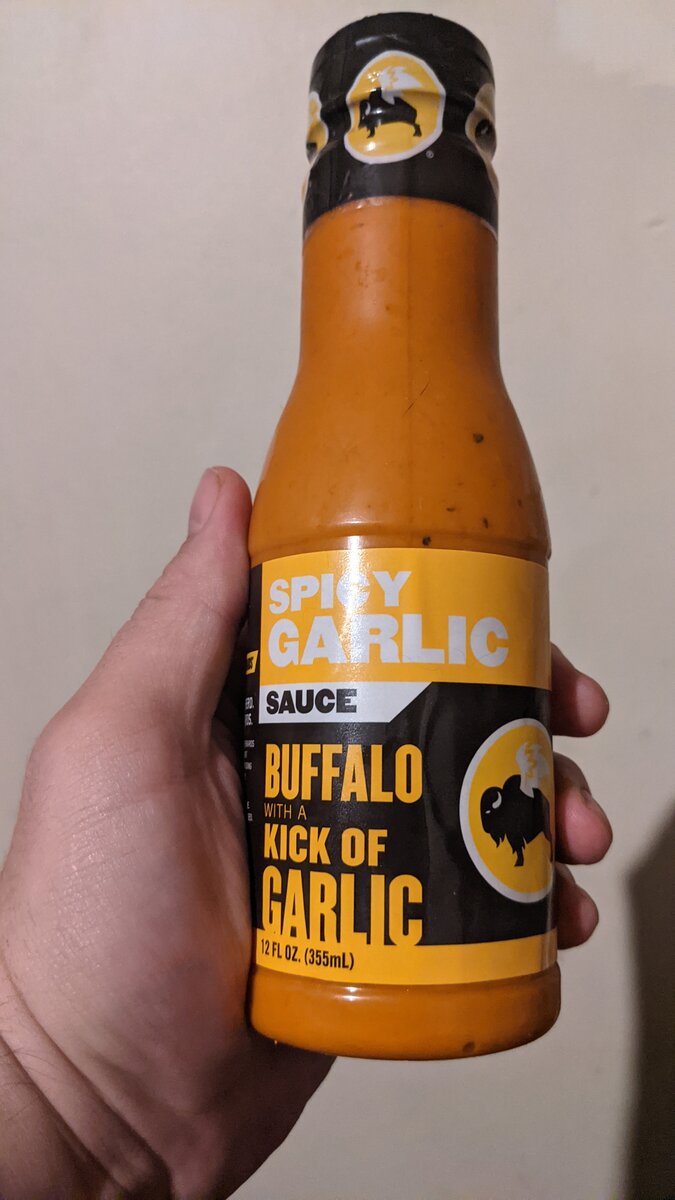 SPICY
GARLIC
SAUCE
BUFFALO
WITH A
KICK OF
GARLIC
12 FL OZ. (355mL)
®